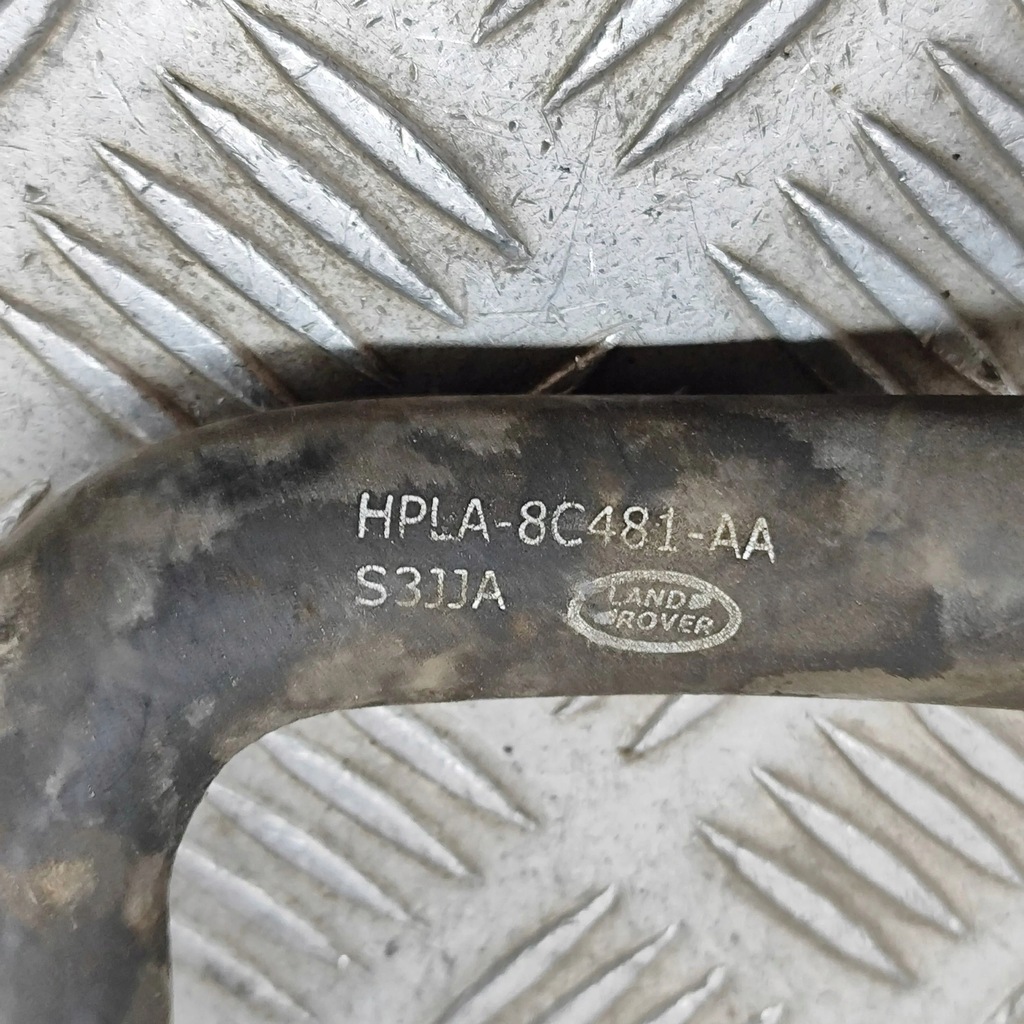 HPLA-8C481-AA
S3JJA
LAND
ROVER